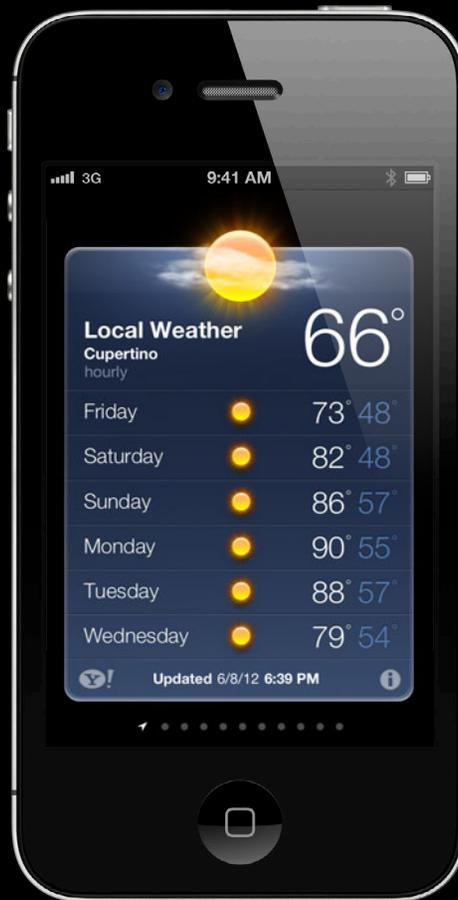 3G 9:41 AM
66°
Local Weather
Cupertino
hourly
Friday 73° 48°
Saturday 82° 48°
Sunday 86° 57°
Monday 90° 55°
Tuesday 88° 57°
Wednesday 79° 54°
Y! Updated 6/8/12 6:39 PM i